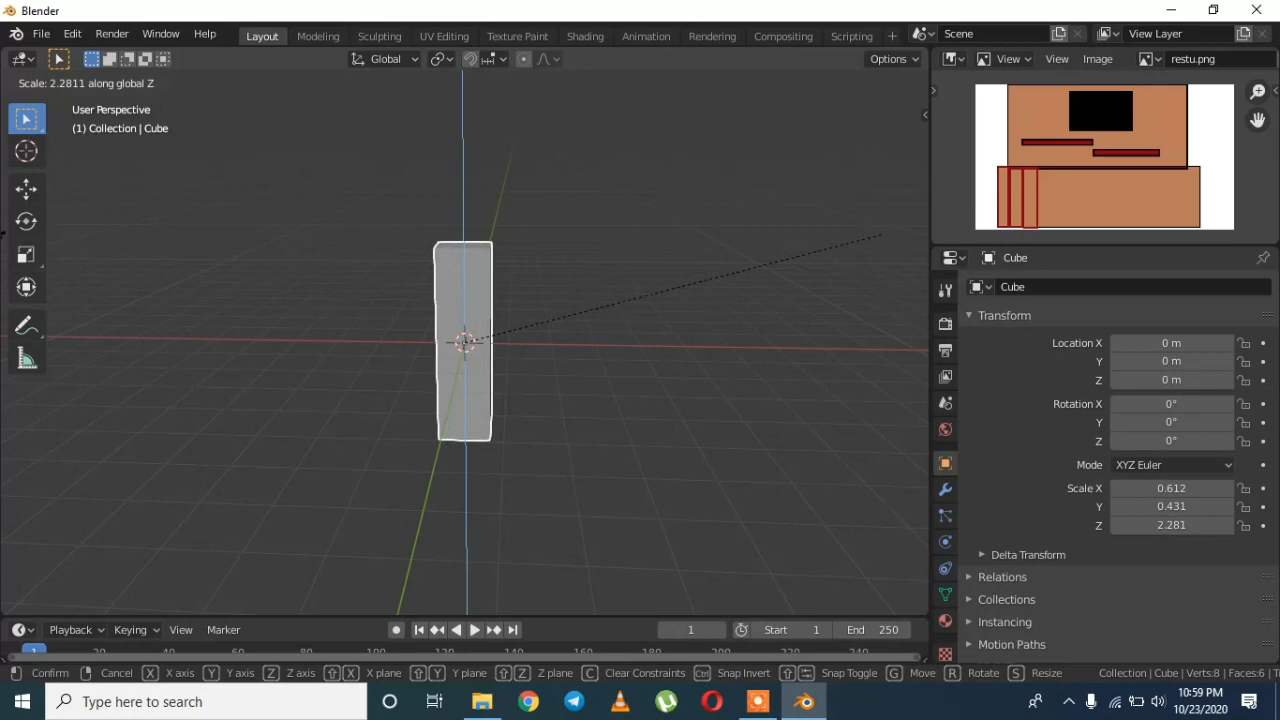 Blender
File Edit Render Window Help
Layout Modeling Sculpting UV Editing Texture Paint Shading Animation Rendering Compositing Scripting
Scene
View Layer
Global
Options
View View Image restu.png
Scale: 2.2811 along global Z
User Perspective
(1) Collection | Cube
Cube
Cube
Transform
Location X 0 m
Y 0 m
Z 0 m
Rotation X 0°
Y 0°
Z 0°
Mode XYZ Euler
Scale X 0.612
Y 0.431
Z 2.281
Delta Transform
Relations
Collections
Instancing
Motion Paths
Playback Keying View Marker
1
Start 1
End 250
Confirm Cancel X X axis Y Y axis Z Z axis X X plane Y Y plane Z Z plane C Clear Constraints Ctrl Snap Invert Snap Toggle G Move R Rotate S Resize
Collection | Cube | Verts:8 | Faces:6 | T
Type here to search
10:59 PM
10/23/2020